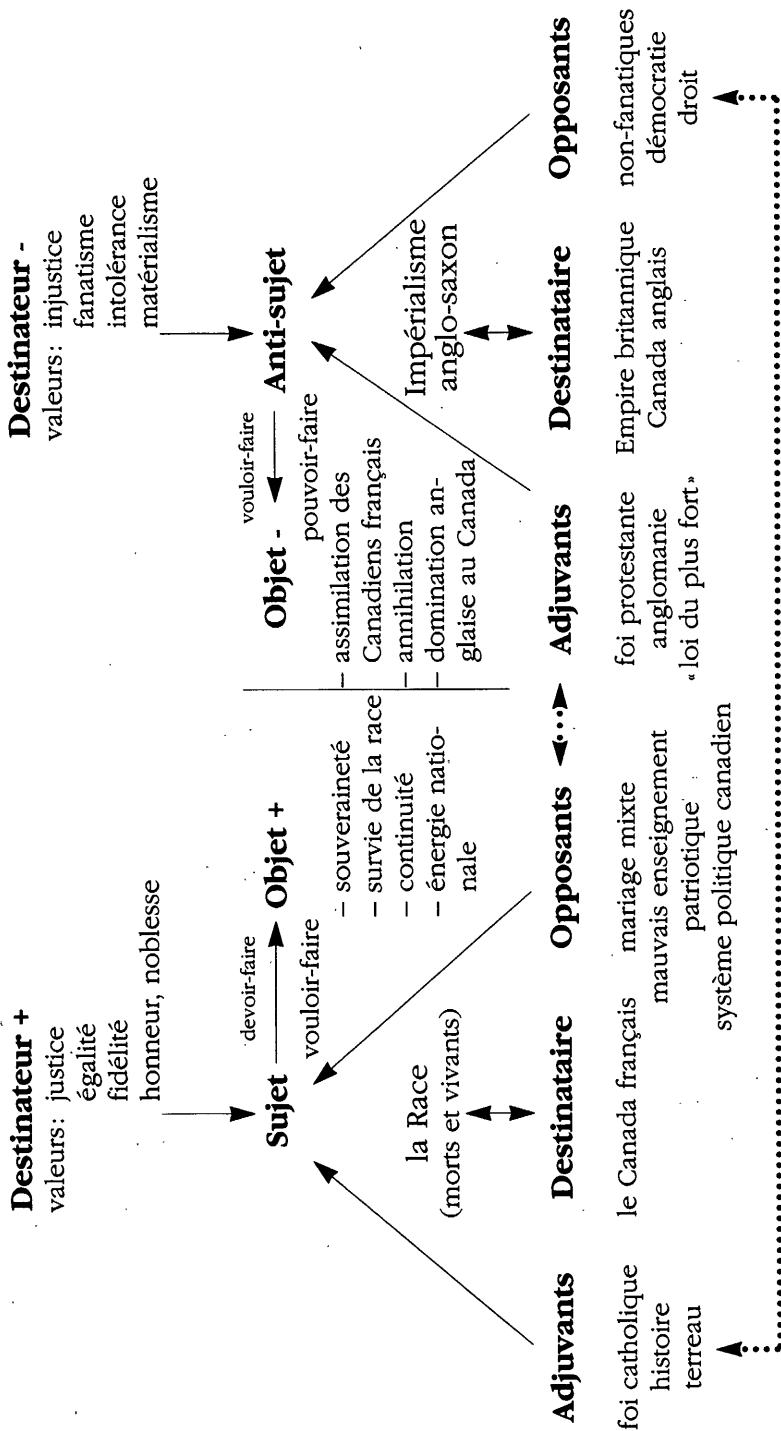 Destinateur +
valeurs: justice
égalité
fidélité
honneur, noblesse
Destinateur -
valeurs: injustice
fanatisme
intolérance
matérialisme
Sujet
devoir-faire
vouloir-faire
Objet +
– souveraineté
– survie de la race
– continuité
– énergie natio-
nale
Objet -
vouloir-faire
pouvoir-faire
Anti-sujet
– assimilation des
Canadiens français
– annihilation
– domination an-
glaise au Canada
la Race
(morts et vivants)
Impérialisme
anglo-saxon
Adjuvants
foi catholique
histoire
terreau
Destinataire
le Canada français
Opposants
mariage mixte
mauvais enseignement
patriotique
système politique canadien
Adjuvants
foi protestante
anglomanie
« loi du plus fort »
Destinataire
Empire britannique
Canada anglais
Opposants
non-fanatiques
démocratie
droit